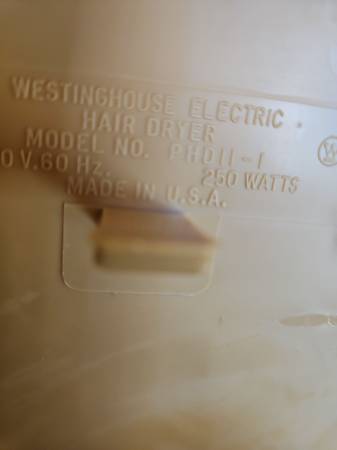 WESTINGHOUSE ELECTRIC
HAIR DRYER
MODEL NO. PHD11-1
0 V. 60 Hz. 250 WATTS
MADE IN U.S.A.
W